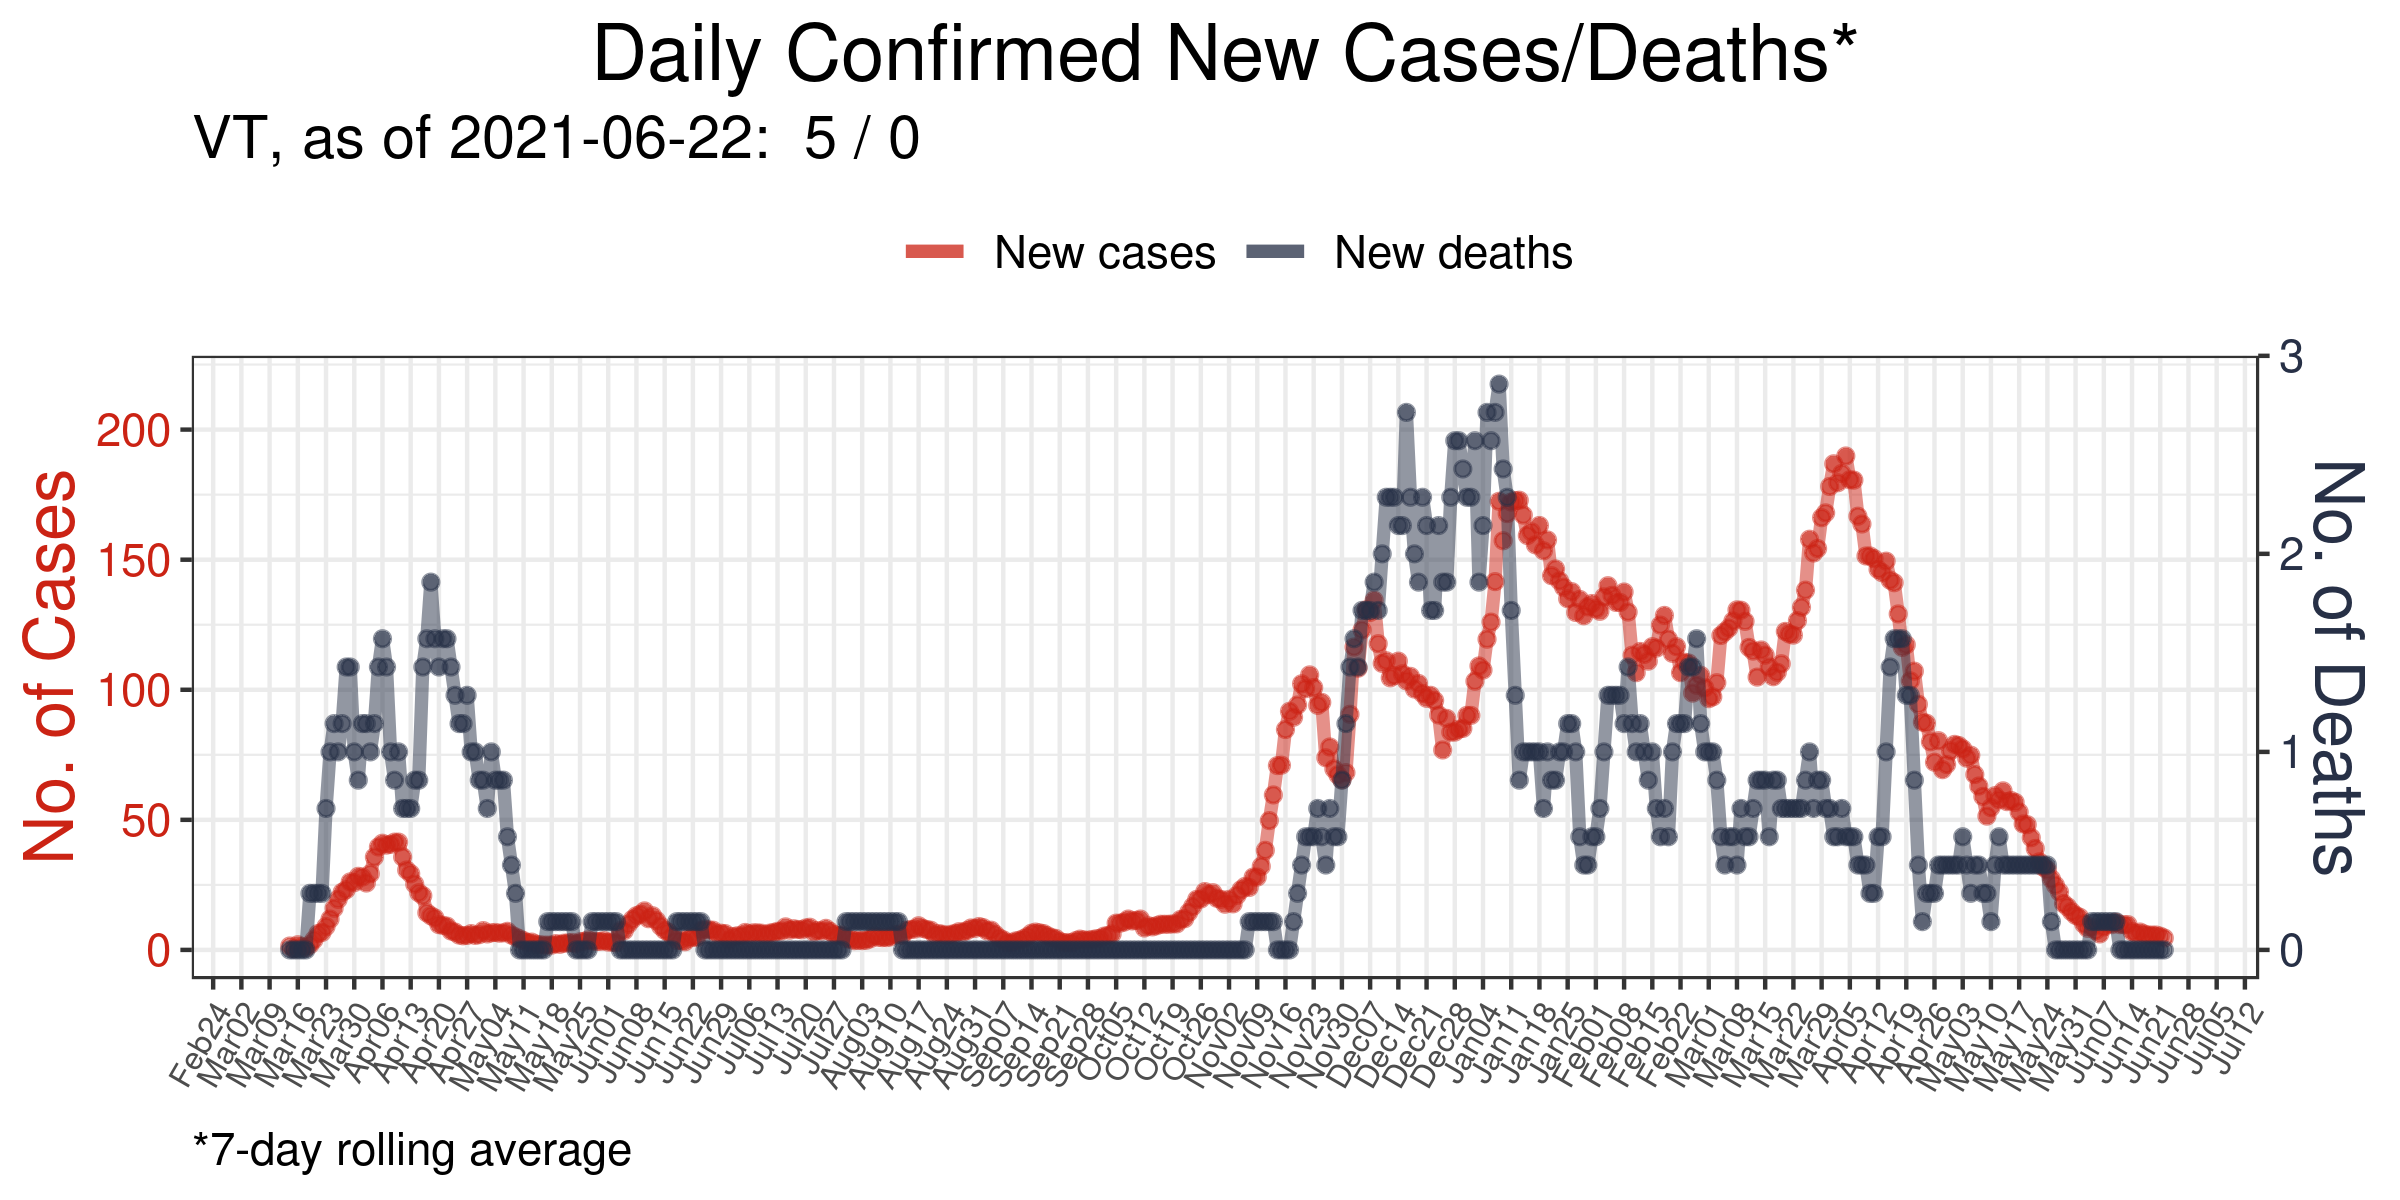 Daily Confirmed New Cases/Deaths*
VT, as of 2021-06-22:  5 / 0
New cases New deaths
No. of Cases
200
150
100
50
0
3
2
1
0
No. of Deaths
Feb24 Mar02 Mar09 Mar16 Mar23 Mar30 Apr06 Apr13 Apr20 Apr27 May04 May11 May18 May25 Jun01 Jun08 Jun15 Jun22 Jun29 Jul06 Jul13 Jul20 Jul27 Aug03 Aug10 Aug17 Aug24 Aug31 Sep07 Sep14 Sep21 Sep28 Oct05 Oct12 Oct19 Oct26 Nov02 Nov09 Nov16 Nov23 Nov30 Dec07 Dec14 Dec21 Dec28 Jan04 Jan11 Jan18 Jan25 Feb01 Feb08 Feb15 Feb22 Mar01 Mar08 Mar15 Mar22 Mar29 Apr05 Apr12 Apr19 Apr26 May03 May10 May17 May24 May31 Jun07 Jun14 Jun21 Jun28 Jul05 Jul12
*7-day rolling average